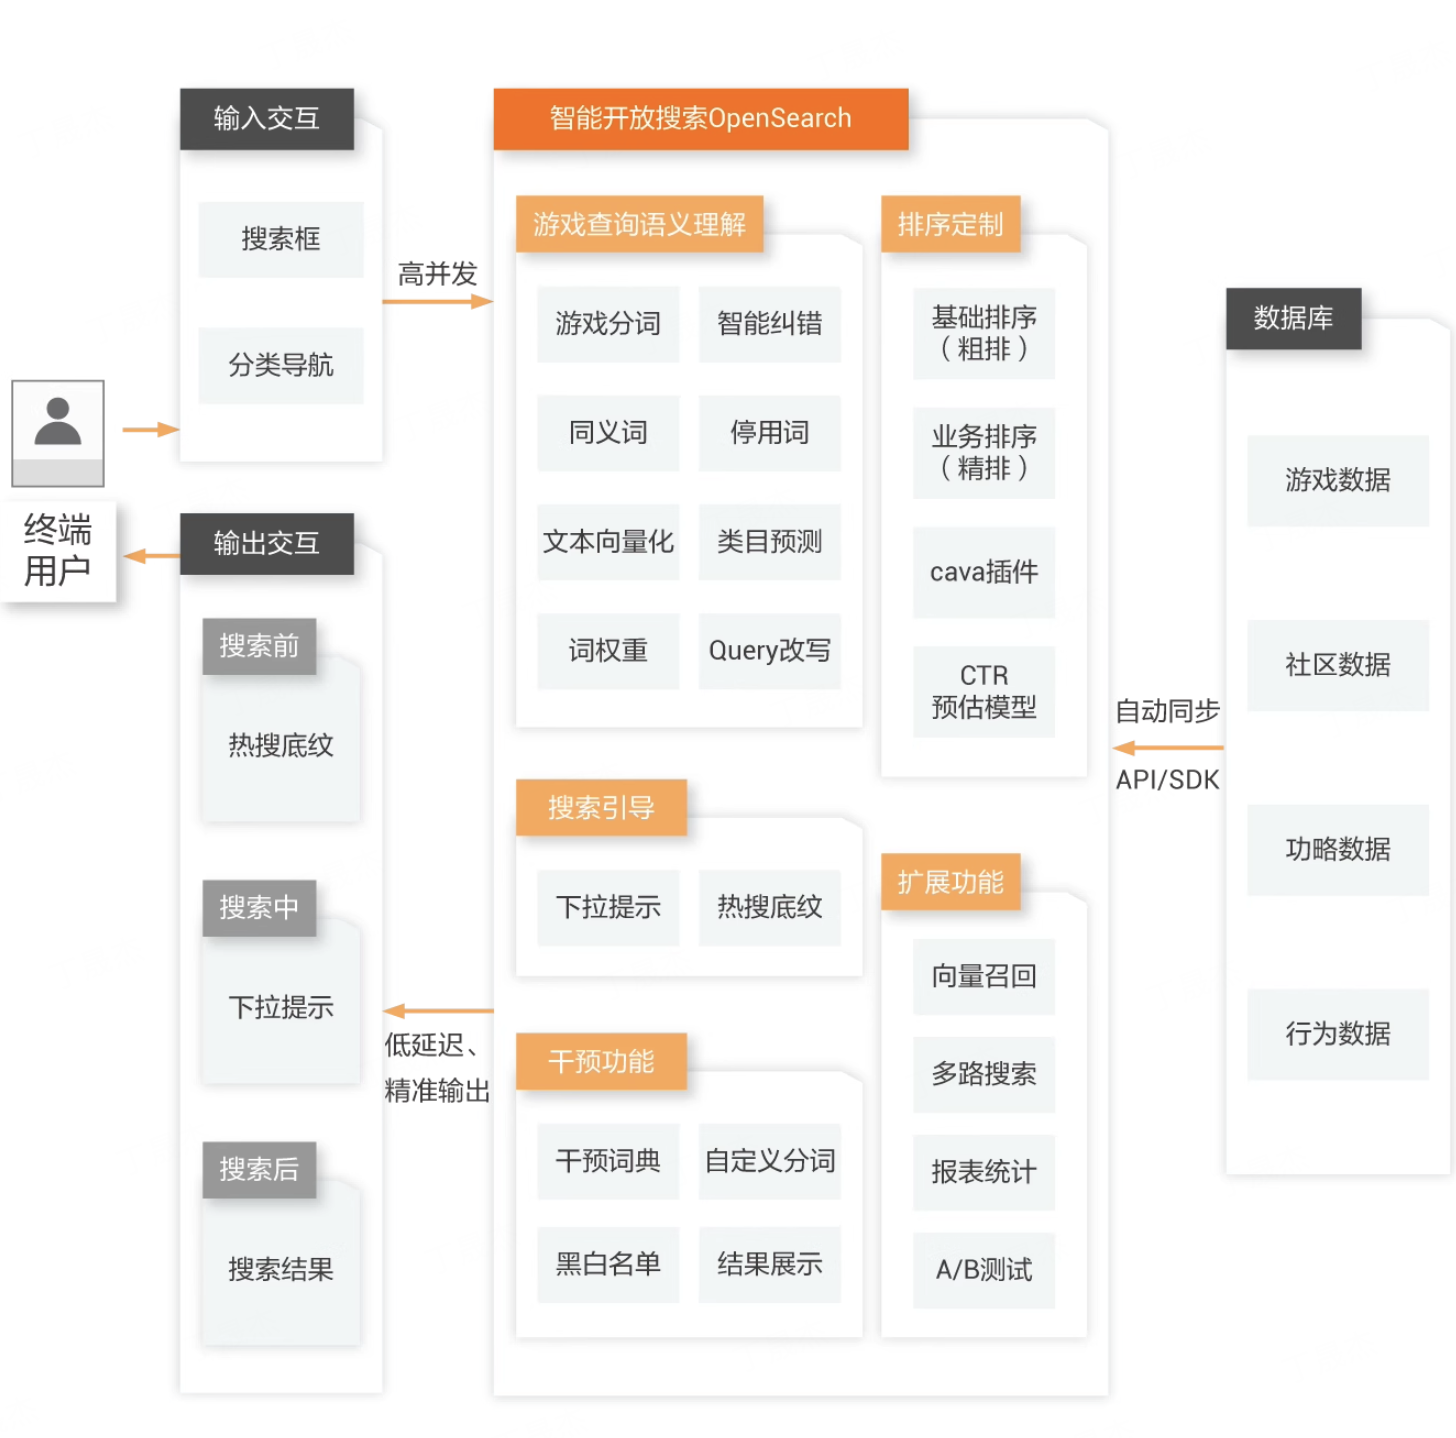 输入交互
搜索框
分类导航
高并发
终端
用户
输出交互
搜索前
热搜底纹
搜索中
下拉提示
搜索后
搜索结果
低延迟、
精准输出
智能开放搜索OpenSearch
游戏查询语义理解
游戏分词
智能纠错
同义词
停用词
文本向量化
类目预测
词权重
Query改写
搜索引导
下拉提示
热搜底纹
干预功能
干预词典
自定义分词
黑白名单
结果展示
排序定制
基础排序
（粗排）
业务排序
（精排）
cava插件
CTR
预估模型
扩展功能
向量召回
多路搜索
报表统计
A/B测试
自动同步
API/SDK
数据库
游戏数据
社区数据
功略数据
行为数据